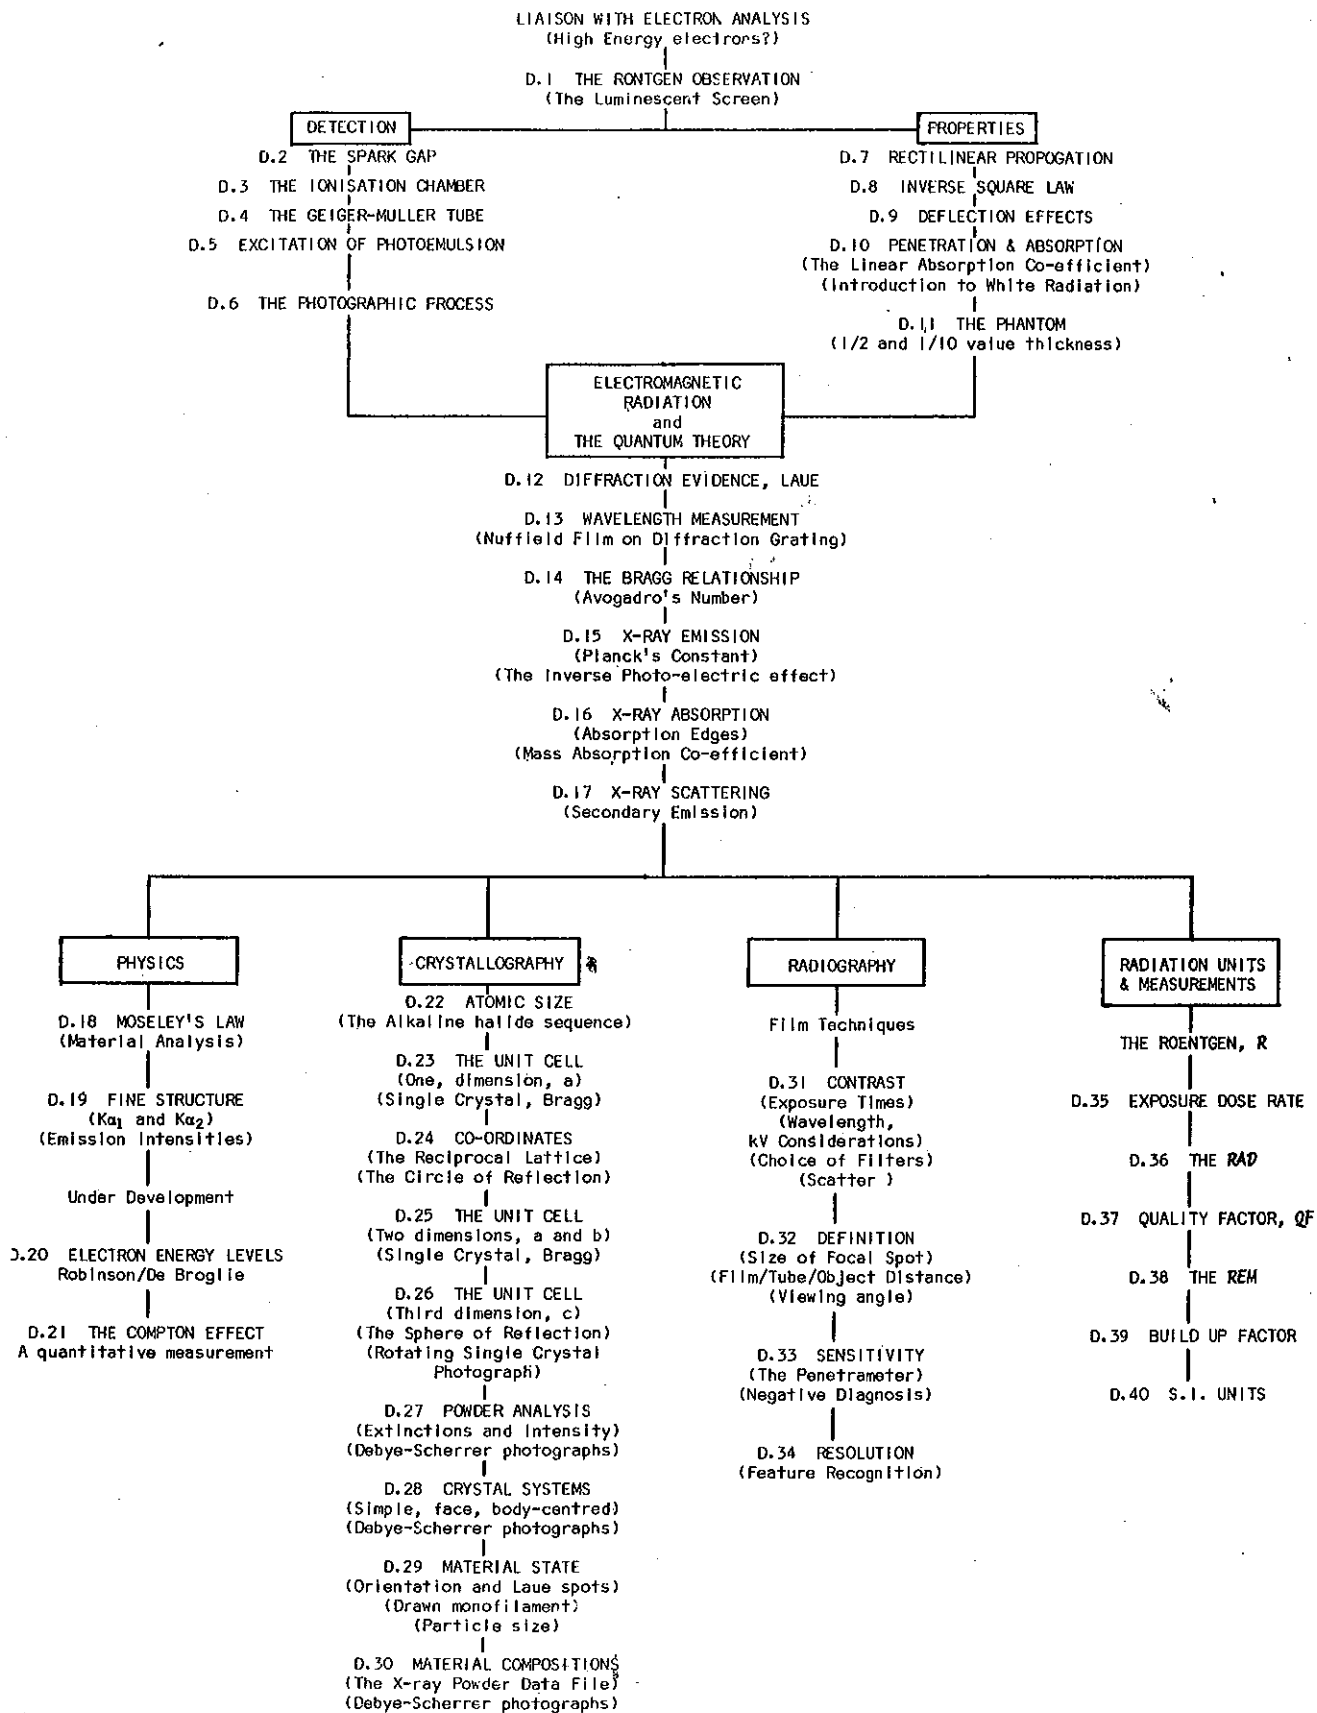 LIAISON WITH ELECTRON ANALYSIS
(High Energy electrons?)
D.1 THE RONTGEN OBSERVATION
(The Luminescent Screen)
DETECTION
D.2 THE SPARK GAP
D.3 THE IONISATION CHAMBER
D.4 THE GEIGER-MULLER TUBE
D.5 EXCITATION OF PHOTOEMULSION
D.6 THE PHOTOGRAPHIC PROCESS
PROPERTIES
D.7 RECTILINEAR PROPOGATION
D.8 INVERSE SQUARE LAW
D.9 DEFLECTION EFFECTS
D.10 PENETRATION & ABSORPTION
(The Linear Absorption Co-efficient)
(Introduction to White Radiation)
D.11 THE PHANTOM
(1/2 and 1/10 value thickness)
ELECTROMAGNETIC
RADIATION
and
THE QUANTUM THEORY
D.12 DIFFRACTION EVIDENCE, LAUE
D.13 WAVELENGTH MEASUREMENT
(Nuffield Film on Diffraction Grating)
D.14 THE BRAGG RELATIONSHIP
(Avogadro's Number)
D.15 X-RAY EMISSION
(Planck's Constant)
(The Inverse Photo-electric effect)
D.16 X-RAY ABSORPTION
(Absorption Edges)
(Mass Absorption Co-efficient)
D.17 X-RAY SCATTERING
(Secondary Emission)
PHYSICS
D.18 MOSELEY'S LAW
(Material Analysis)
D.19 FINE STRUCTURE
(Kα1 and Kα2)
(Emission Intensities)
Under Development
D.20 ELECTRON ENERGY LEVELS
Robinson/De Broglie
D.21 THE COMPTON EFFECT
A quantitative measurement
CRYSTALLOGRAPHY *
D.22 ATOMIC SIZE
(The Alkaline halide sequence)
D.23 THE UNIT CELL
(One, dimension, a)
(Single Crystal, Bragg)
D.24 CO-ORDINATES
(The Reciprocal Lattice)
(The Circle of Reflection)
D.25 THE UNIT CELL
(Two dimensions, a and b)
(Single Crystal, Bragg)
D.26 THE UNIT CELL
(Third dimension, c)
(The Sphere of Reflection)
(Rotating Single Crystal
Photograph)
D.27 POWDER ANALYSIS
(Extinctions and Intensity)
(Debye-Scherrer photographs)
D.28 CRYSTAL SYSTEMS
(Simple, face, body-centred)
(Debye-Scherrer photographs)
D.29 MATERIAL STATE
(Orientation and Laue spots)
(Drawn monofilament)
(Particle size)
D.30 MATERIAL COMPOSITIONS
(The X-ray Powder Data File)
(Debye-Scherrer photographs)
RADIOGRAPHY
Film Techniques
D.31 CONTRAST
(Exposure Times)
(Wavelength,
kV Considerations)
(Choice of Filters)
(Scatter )
D.32 DEFINITION
(Size of Focal Spot)
(Film/Tube/Object Distance)
(Viewing angle)
D.33 SENSITIVITY
(The Penetrameter)
(Negative Diagnosis)
D.34 RESOLUTION
(Feature Recognition)
RADIATION UNITS
& MEASUREMENTS
THE ROENTGEN, R
D.35 EXPOSURE DOSE RATE
D.36 THE RAD
D.37 QUALITY FACTOR, QF
D.38 THE REM
D.39 BUILD UP FACTOR
D.40 S.I. UNITS